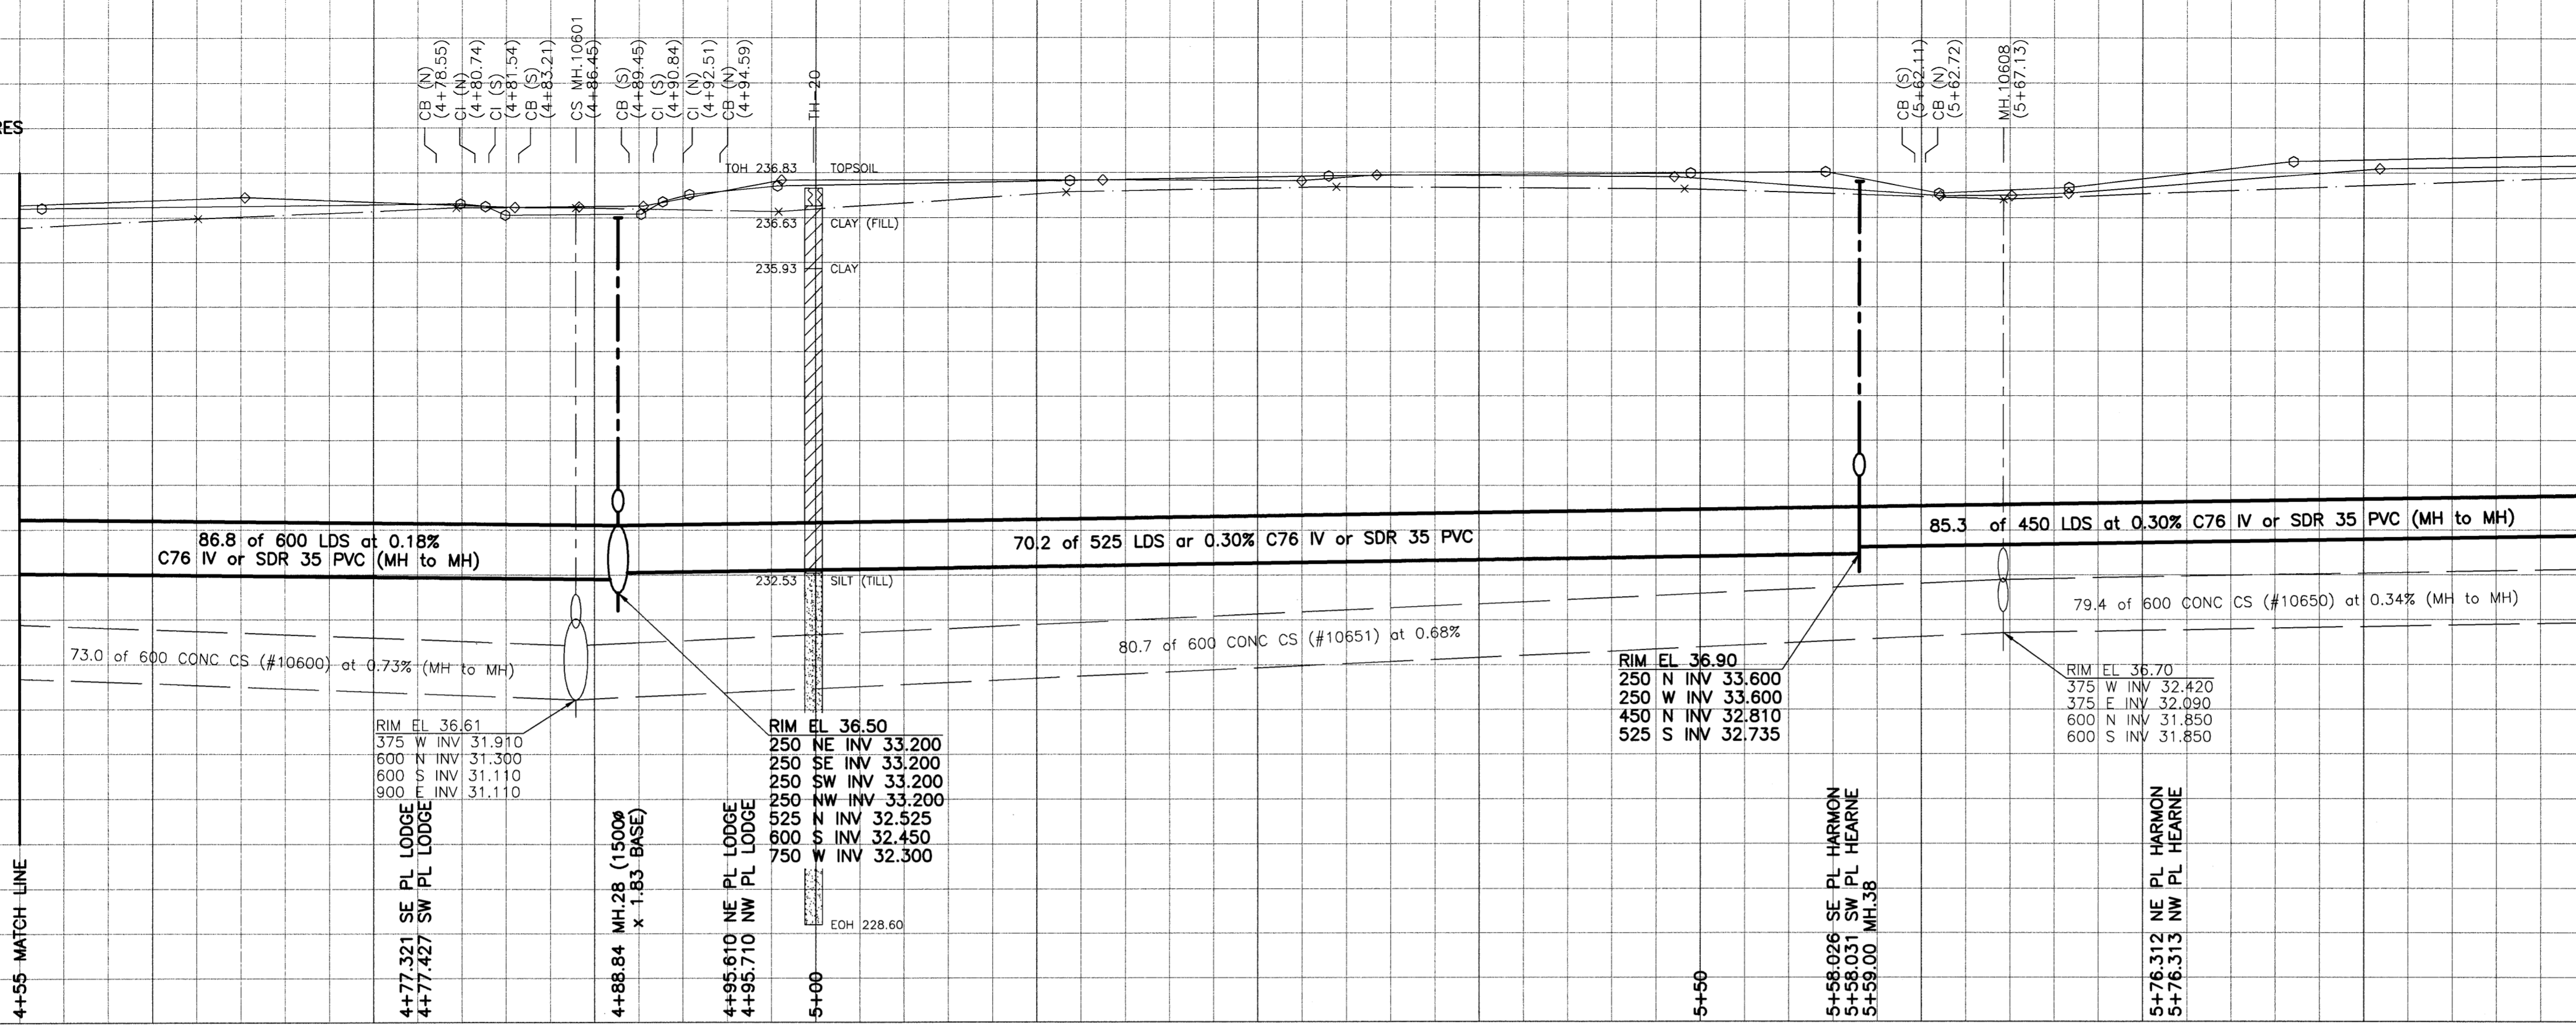 RES
CB (N)
(4+78.55)
CI (N)
(4+80.74)
CI (S)
(4+81.54)
CB (S)
(4+83.21)
CS MH.10601
(4+86.45)
CB (S)
(4+89.45)
CI (S)
(4+90.84)
CI (N)
(4+92.51)
CB (N)
(4+94.59)
TH-20
CB (S)
(5+62.11)
CB (N)
(5+62.72)
MH.10608
(5+67.13)
TOH 236.83 TOPSOIL
236.63 CLAY (FILL)
235.93 CLAY
86.8 of 600 LDS at 0.18%
C76 IV or SDR 35 PVC (MH to MH)
70.2 of 525 LDS ar 0.30% C76 IV or SDR 35 PVC
85.3 of 450 LDS at 0.30% C76 IV or SDR 35 PVC (MH to MH)
232.53 SILT (TILL)
73.0 of 600 CONC CS (#10600) at 0.73% (MH to MH)
80.7 of 600 CONC CS (#10651) at 0.68%
79.4 of 600 CONC CS (#10650) at 0.34% (MH to MH)
RIM EL 36.61
375 W INV 31.910
600 N INV 31.300
600 S INV 31.110
900 E INV 31.110
RIM EL 36.50
250 NE INV 33.200
250 SE INV 33.200
250 SW INV 33.200
250 NW INV 33.200
525 N INV 32.525
600 S INV 32.450
750 W INV 32.300
RIM EL 36.90
250 N INV 33.600
250 W INV 33.600
450 N INV 32.810
525 S INV 32.735
RIM EL 36.70
375 W INV 32.420
375 E INV 32.090
600 N INV 31.850
600 S INV 31.850
EOH 228.60
4+55 MATCH LINE
4+77.321 SE PL LODGE
4+77.427 SW PL LODGE
4+88.84 MH.28 (1500ø
x 1.83 BASE)
4+95.610 NE PL LODGE
4+95.710 NW PL LODGE
5+00
5+50
5+58.026 SE PL HARMON
5+58.031 SW PL HEARNE
5+59.00 MH.38
5+76.312 NE PL HARMON
5+76.313 NW PL HEARNE